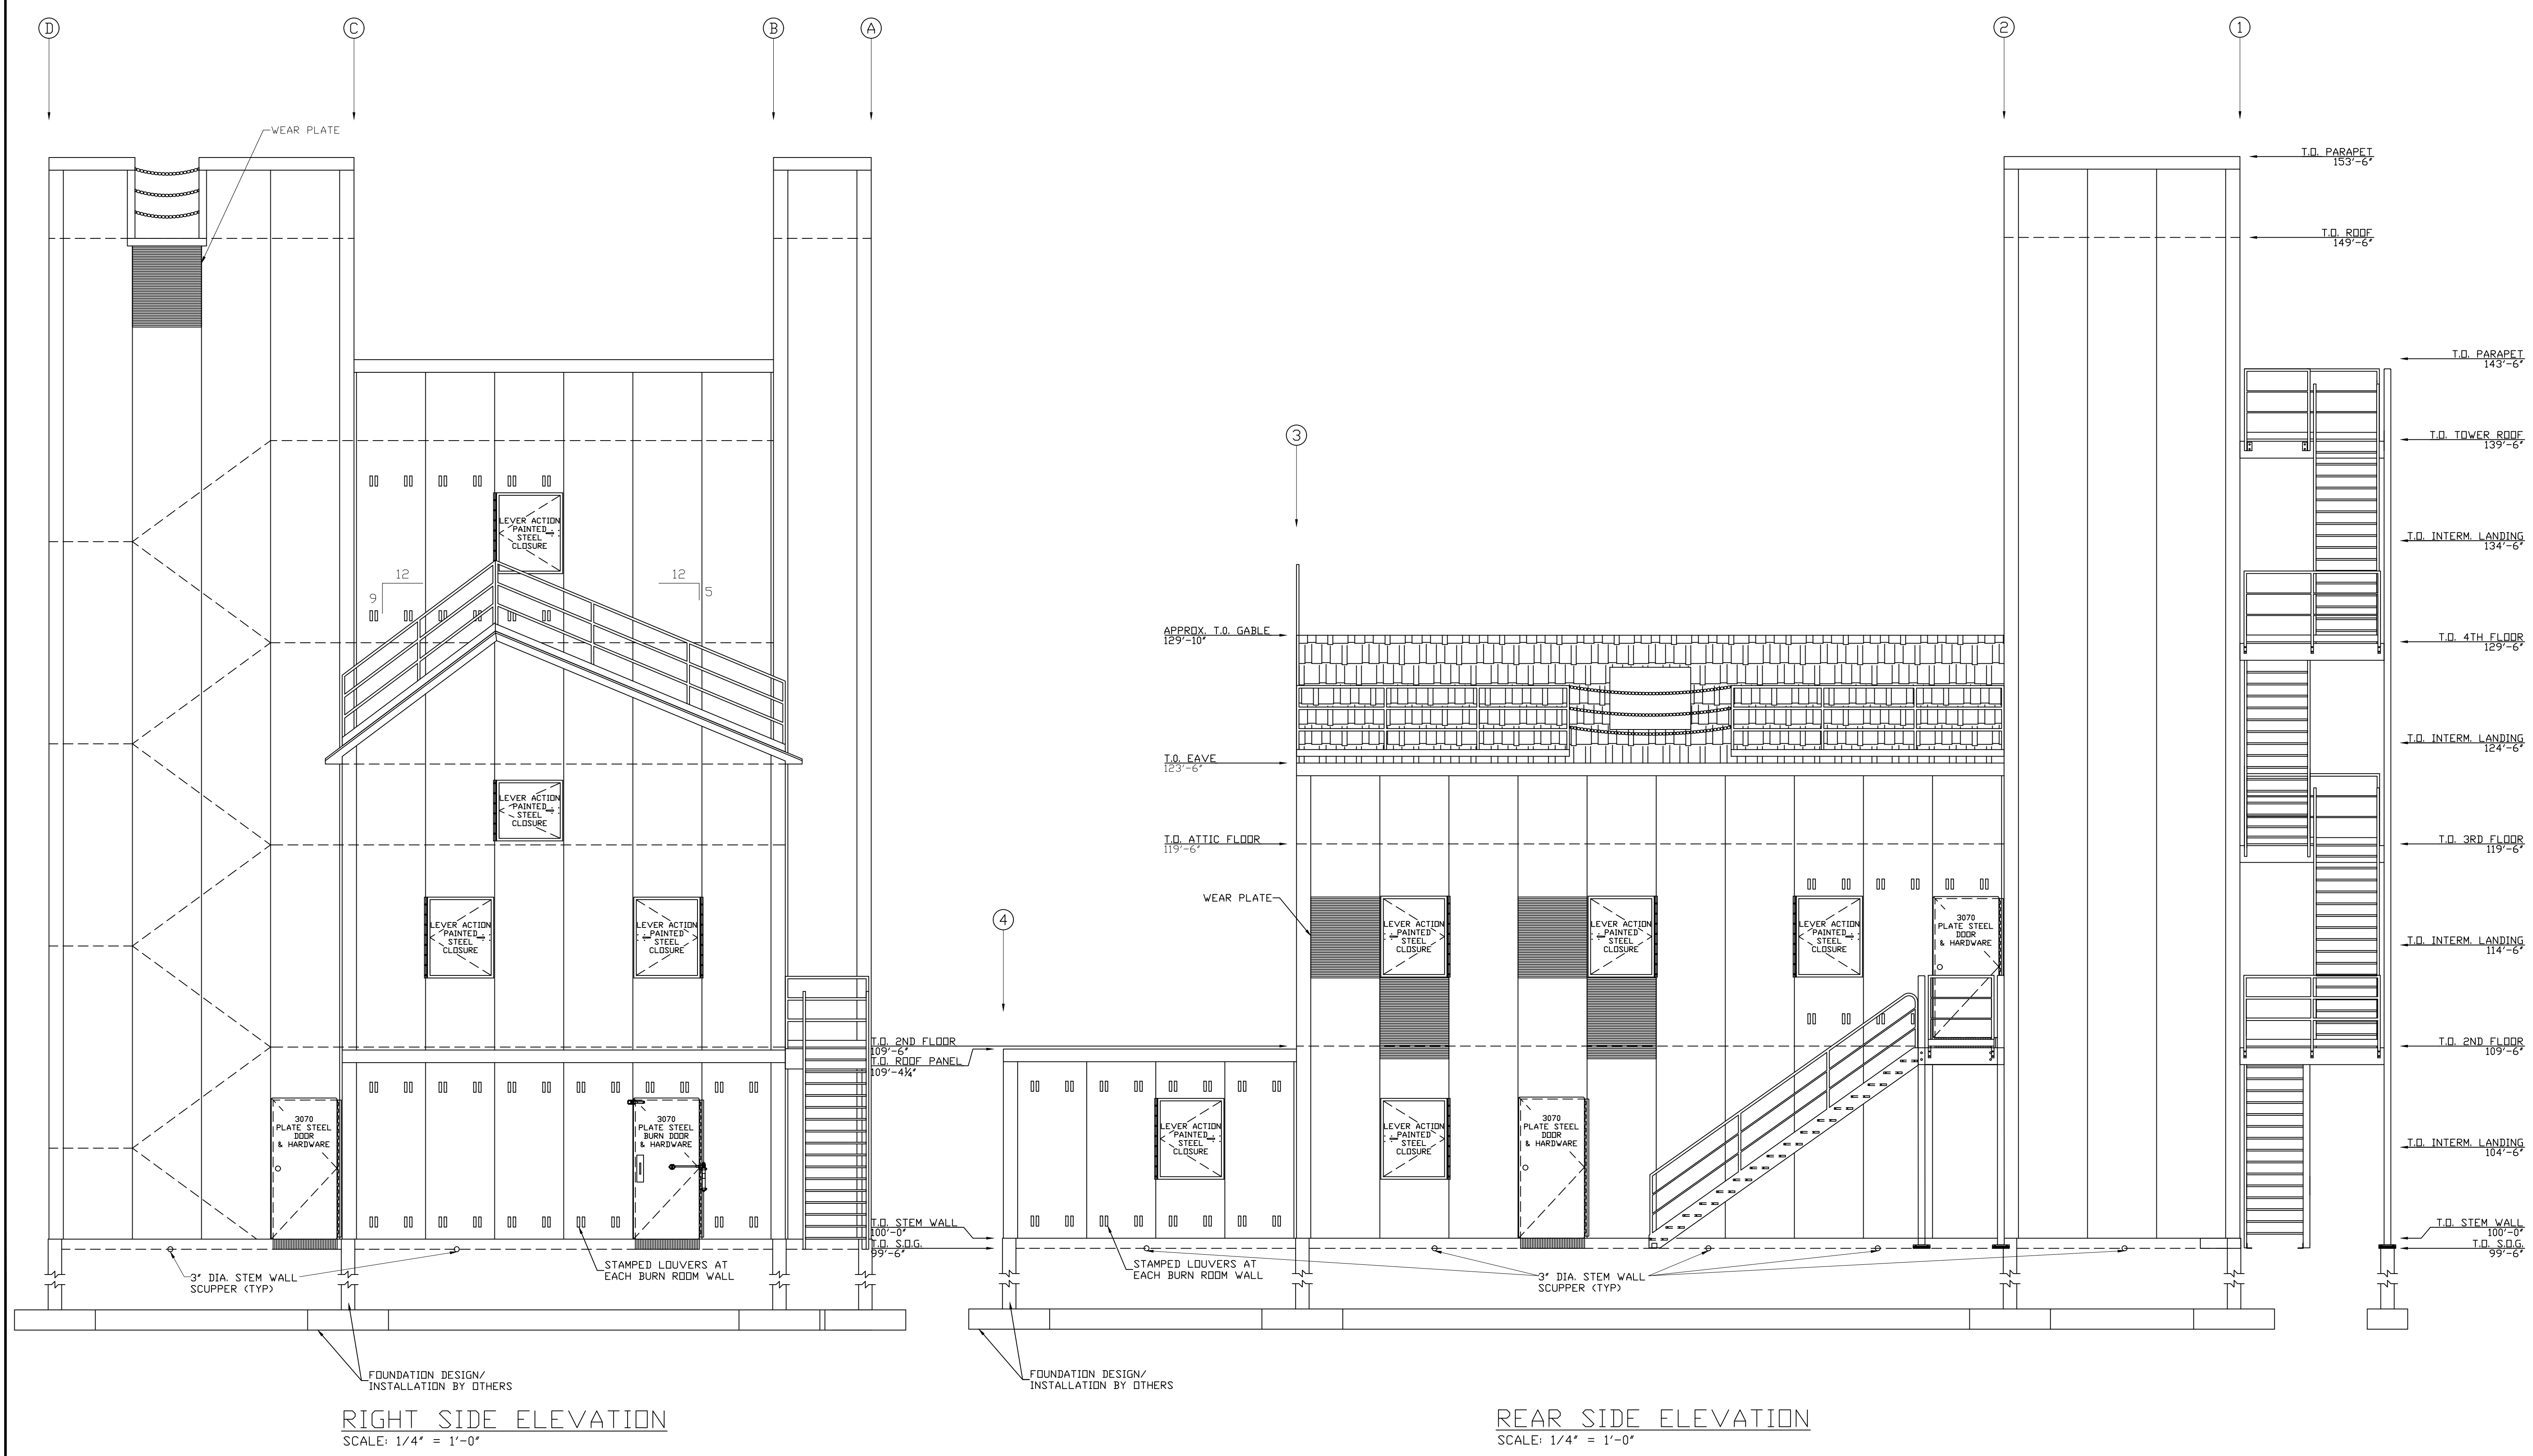 D
C
B
A
WEAR PLATE
LEVER ACTION
PAINTED
STEEL
CLOSURE
12
9
12
5
LEVER ACTION
PAINTED
STEEL
CLOSURE
LEVER ACTION
PAINTED
STEEL
CLOSURE
LEVER ACTION
PAINTED
STEEL
CLOSURE
3070
PLATE STEEL
DOOR
& HARDWARE
3070
PLATE STEEL
BURN DOOR
& HARDWARE
3" DIA. STEM WALL
SCUPPER (TYP)
STAMPED LOUVERS AT
EACH BURN ROOM WALL
FOUNDATION DESIGN/
INSTALLATION BY OTHERS
RIGHT SIDE ELEVATION
SCALE: 1/4" = 1'-0"
T.O. 2ND FLOOR
109'-6"
T.O. ROOF PANEL
109'-4¼"
T.O. STEM WALL
100'-0"
T.O. S.O.G.
99'-6"
2
1
3
4
APPROX. T.O. GABLE
129'-10"
T.O. EAVE
123'-6"
T.O. ATTIC FLOOR
119'-6"
WEAR PLATE
LEVER ACTION
PAINTED
STEEL
CLOSURE
LEVER ACTION
PAINTED
STEEL
CLOSURE
LEVER ACTION
PAINTED
STEEL
CLOSURE
3070
PLATE STEEL
DOOR
& HARDWARE
LEVER ACTION
PAINTED
STEEL
CLOSURE
LEVER ACTION
PAINTED
STEEL
CLOSURE
3070
PLATE STEEL
DOOR
& HARDWARE
STAMPED LOUVERS AT
EACH BURN ROOM WALL
3" DIA. STEM WALL
SCUPPER (TYP)
FOUNDATION DESIGN/
INSTALLATION BY OTHERS
REAR SIDE ELEVATION
SCALE: 1/4" = 1'-0"
T.O. PARAPET
153'-6"
T.O. ROOF
149'-6"
T.O. PARAPET
143'-6"
T.O. TOWER ROOF
139'-6"
T.O. INTERM. LANDING
134'-6"
T.O. 4TH FLOOR
129'-6"
T.O. INTERM. LANDING
124'-6"
T.O. 3RD FLOOR
119'-6"
T.O. INTERM. LANDING
114'-6"
T.O. 2ND FLOOR
109'-6"
T.O. INTERM. LANDING
104'-6"
T.O. STEM WALL
100'-0"
T.O. S.O.G.
99'-6"